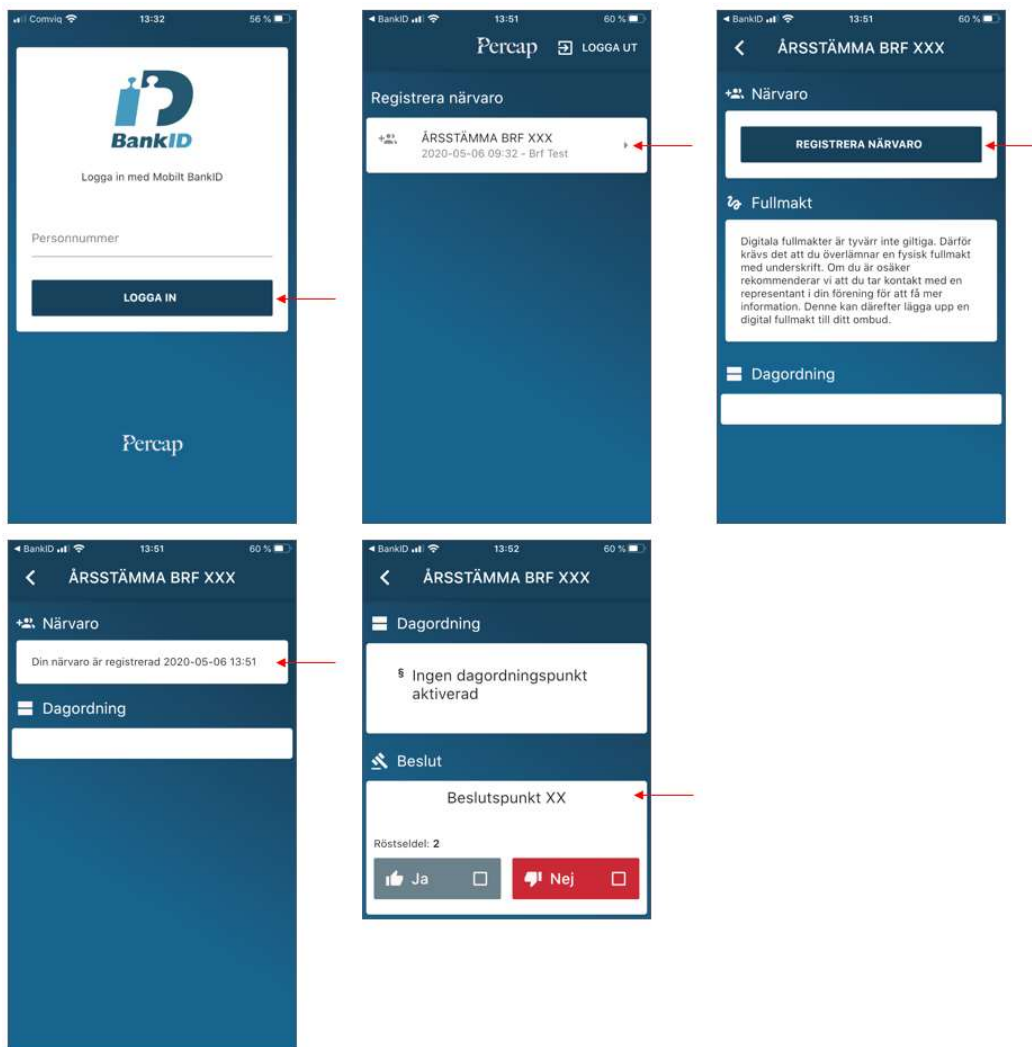 Comviq 13:32 56 %
BankID
Logga in med Mobilt BankID
Personnummer
LOGGA IN
Percap
BankID 13:51 60 %
Percap LOGGA UT
Registrera närvaro
ÅRSSTÄMMA BRF XXX
2020-05-06 09:32 - Brf Test
BankID 13:51 60 %
ÅRSSTÄMMA BRF XXX
Närvaro
REGISTRERA NÄRVARO
Fullmakt
Digitala fullmakter är tyvärr inte giltiga. Därför
krävs det att du överlämnar en fysisk fullmakt
med underskrift. Om du är osäker
rekommenderar vi att du tar kontakt med en
representant i din förening för att få mer
information. Denne kan därefter lägga upp en
digital fullmakt till ditt ombud.
Dagordning
BankID 13:51 60 %
ÅRSSTÄMMA BRF XXX
Närvaro
Din närvaro är registrerad 2020-05-06 13:51
Dagordning
BankID 13:52 60 %
ÅRSSTÄMMA BRF XXX
Dagordning
§ Ingen dagordningspunkt
aktiverad
Beslut
Beslutspunkt XX
Röstseldel: 2
Ja Nej